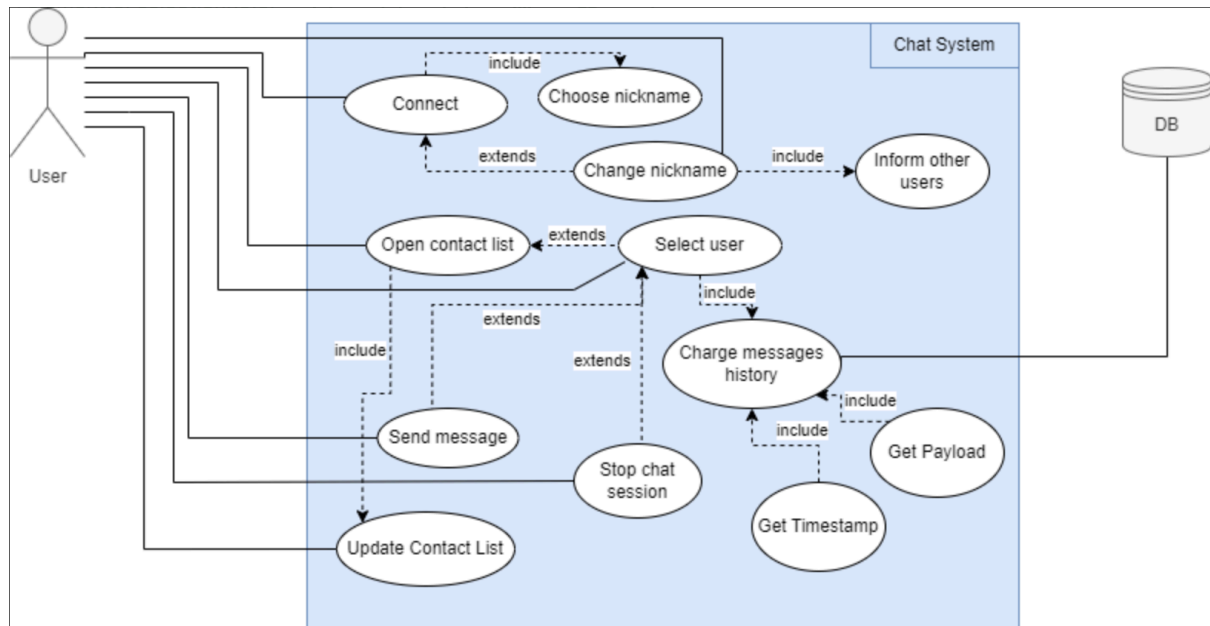 Chat System
include
Connect
Choose nickname
DB
extends
Change nickname
include
Inform other
users
User
Open contact list
extends
Select user
include
extends
include
Charge messages
history
extends
include
Send message
include
Get Payload
Stop chat
session
Get Timestamp
Update Contact List